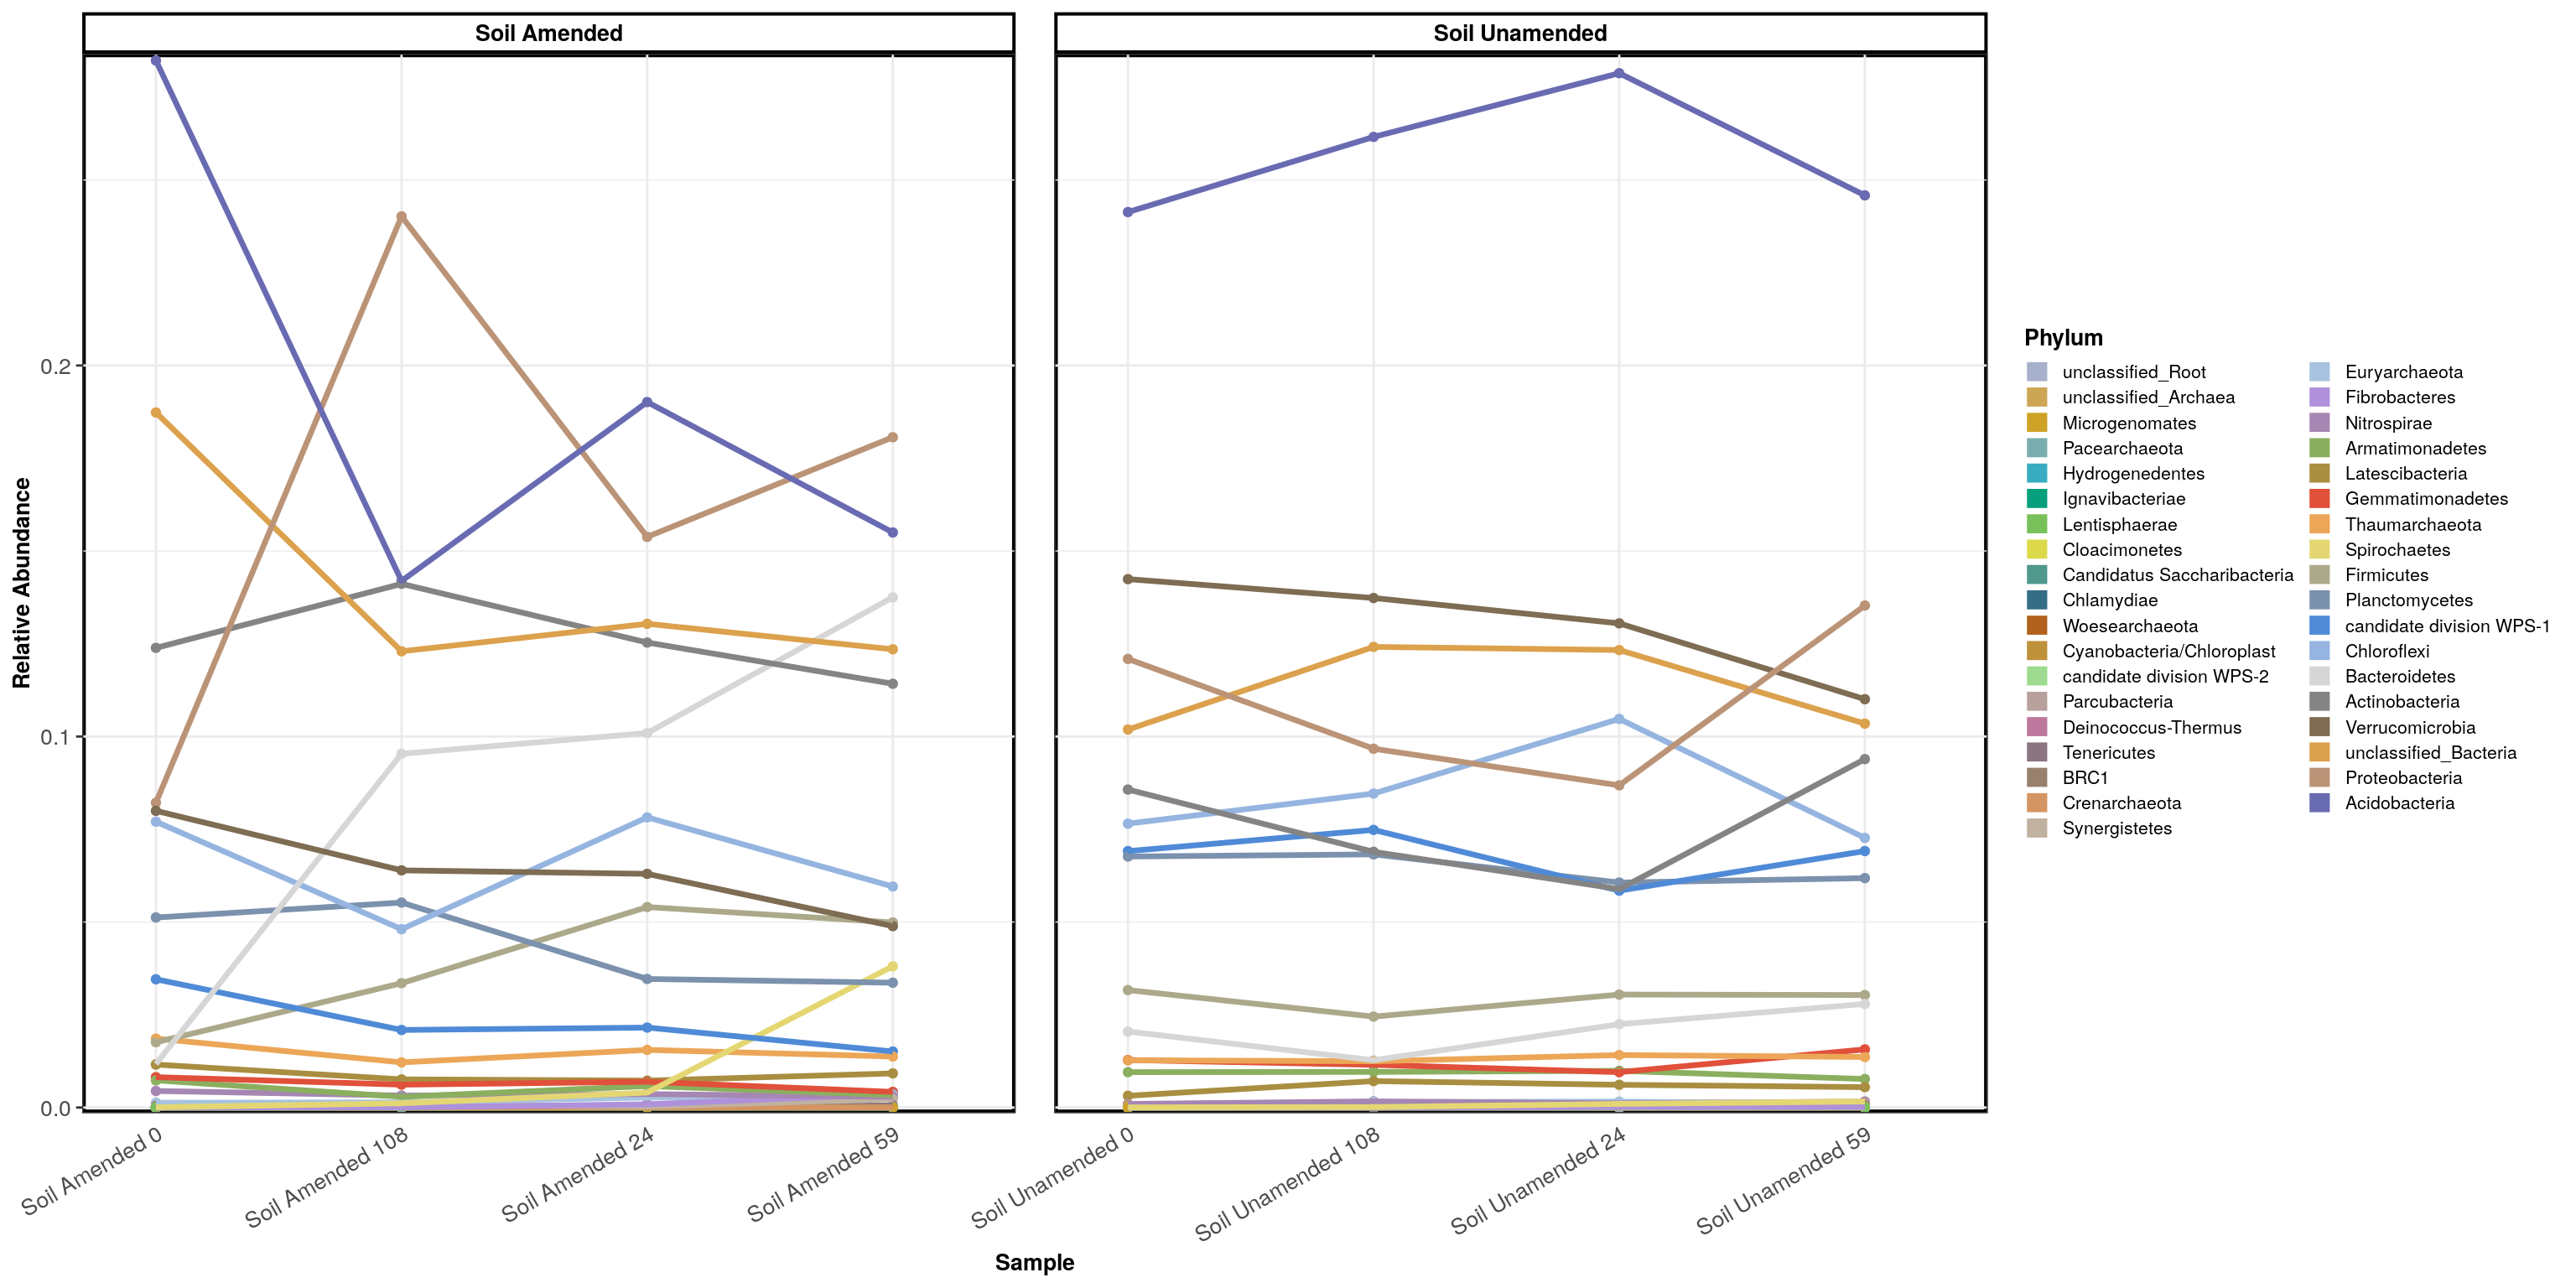 Soil Amended
Soil Unamended
Relative Abundance
0.2
0.1
0.0
Soil Amended 0
Soil Amended 108
Soil Amended 24
Soil Amended 59
Soil Unamended 0
Soil Unamended 108
Soil Unamended 24
Soil Unamended 59
Sample
Phylum
unclassified_Root
unclassified_Archaea
Microgenomates
Pacearchaeota
Hydrogenedentes
Ignavibacteriae
Lentisphaerae
Cloacimonetes
Candidatus Saccharibacteria
Chlamydiae
Woesearchaeota
Cyanobacteria/Chloroplast
candidate division WPS-2
Parcubacteria
Deinococcus-Thermus
Tenericutes
BRC1
Crenarchaeota
Synergistetes
Euryarchaeota
Fibrobacteres
Nitrospirae
Armatimonadetes
Latescibacteria
Gemmatimonadetes
Thaumarchaeota
Spirochaetes
Firmicutes
Planctomycetes
candidate division WPS-1
Chloroflexi
Bacteroidetes
Actinobacteria
Verrucomicrobia
unclassified_Bacteria
Proteobacteria
Acidobacteria